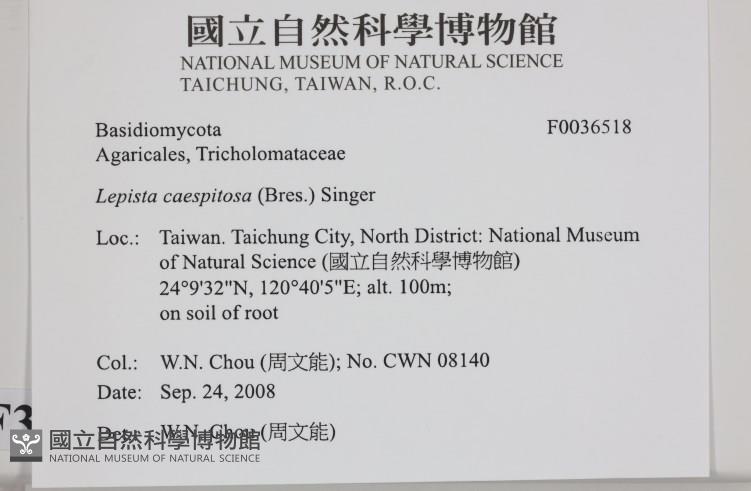 國立自然科學博物館
NATIONAL MUSEUM OF NATURAL SCIENCE
TAICHUNG, TAIWAN, R.O.C.
Basidiomycota F0036518
Agaricales, Tricholomataceae
Lepista caespitosa (Bres.) Singer
Loc.: Taiwan. Taichung City, North District: National Museum
of Natural Science (國立自然科學博物館)
24°9'32"N, 120°40'5"E; alt. 100m;
on soil of root
Col.: W.N. Chou (周文能); No. CWN 08140
Date: Sep. 24, 2008
Det.: W.N. Chou (周文能)
F3
國立自然科學博物館
NATIONAL MUSEUM OF NATURAL SCIENCE